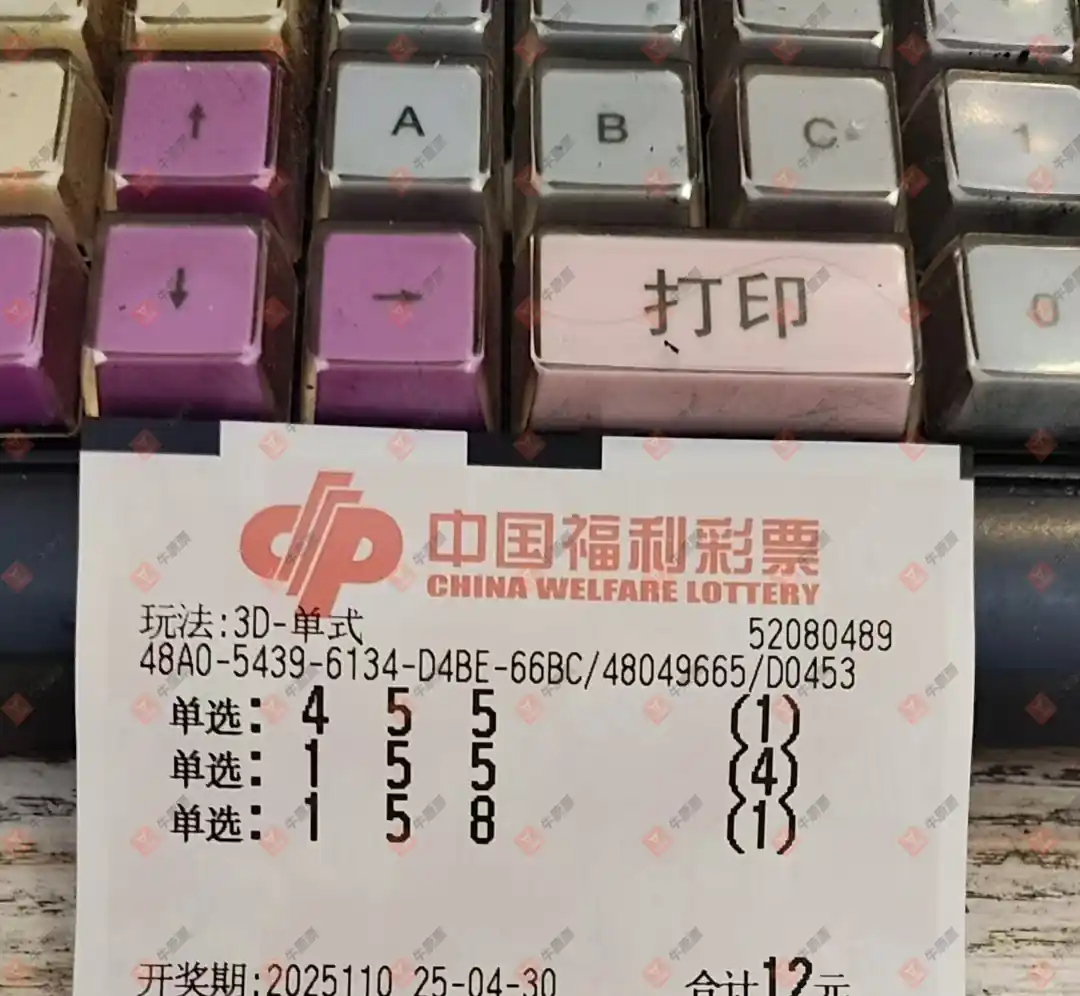 ↑ A B C 1
↓ → 打印 0
中国福利彩票
CHINA WELFARE LOTTERY
玩法:3D-单式 52080489
48A0-5439-6134-D4BE-66BC/48049665/D0453
单选: 4 5 5 (1)
单选: 1 5 5 (4)
单选: 1 5 8 (1)
开奖期:2025110 25-04-30 合计12元